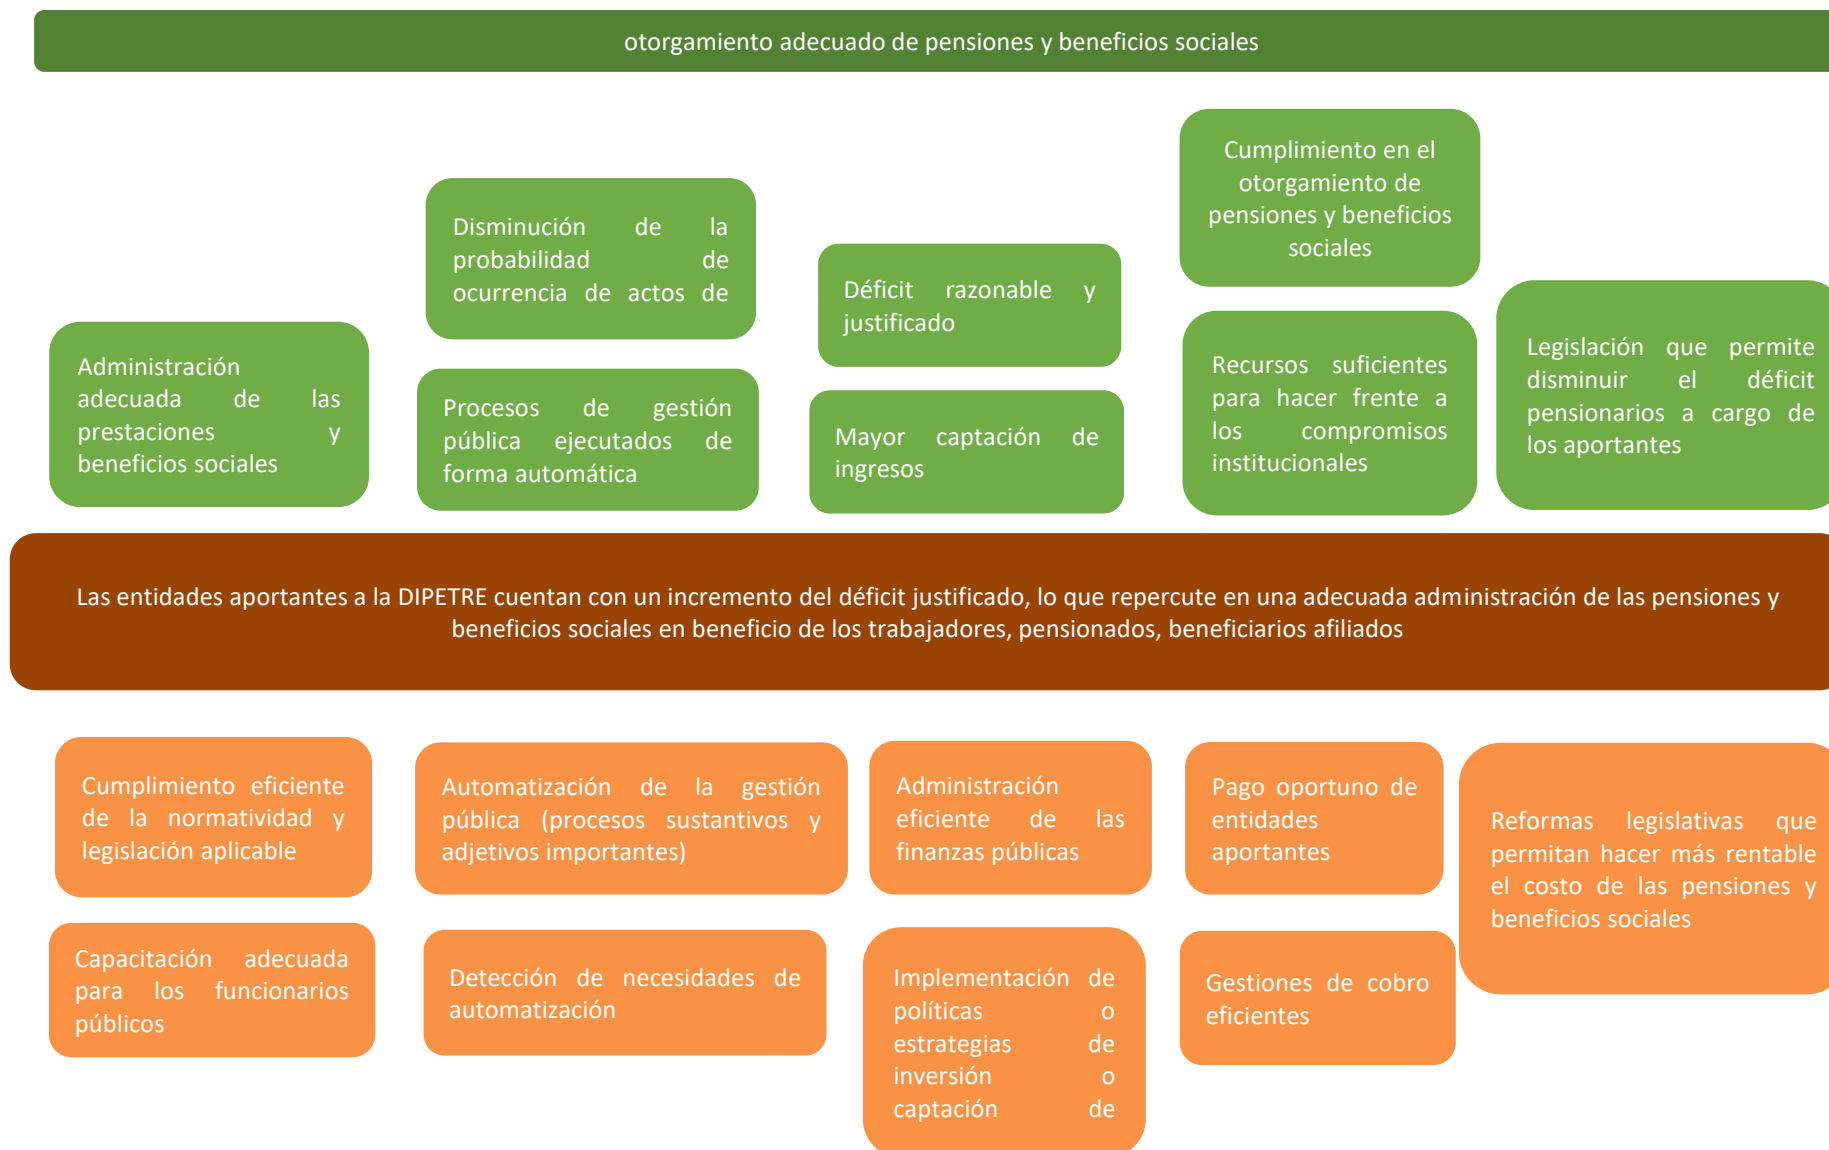 otorgamiento adecuado de pensiones y beneficios sociales
Cumplimiento en el
otorgamiento de
pensiones y beneficios
sociales
Disminución de la
probabilidad de
ocurrencia de actos de
Déficit razonable y
justificado
Administración
adecuada de las
prestaciones y
beneficios sociales
Procesos de gestión
pública ejecutados de
forma automática
Mayor captación de
ingresos
Recursos suficientes
para hacer frente a
los compromisos
institucionales
Legislación que permite
disminuir el déficit
pensionarios a cargo de
los aportantes
Las entidades aportantes a la DIPETRE cuentan con un incremento del déficit justificado, lo que repercute en una adecuada administración de las pensiones y
beneficios sociales en beneficio de los trabajadores, pensionados, beneficiarios afiliados
Cumplimiento eficiente
de la normatividad y
legislación aplicable
Automatización de la gestión
pública (procesos sustantivos y
adjetivos importantes)
Administración
eficiente de las
finanzas públicas
Pago oportuno de
entidades
aportantes
Reformas legislativas que
permitan hacer más rentable
el costo de las pensiones y
beneficios sociales
Capacitación adecuada
para los funcionarios
públicos
Detección de necesidades de
automatización
Implementación de
políticas o
estrategias de
inversión o
captación de
Gestiones de cobro
eficientes